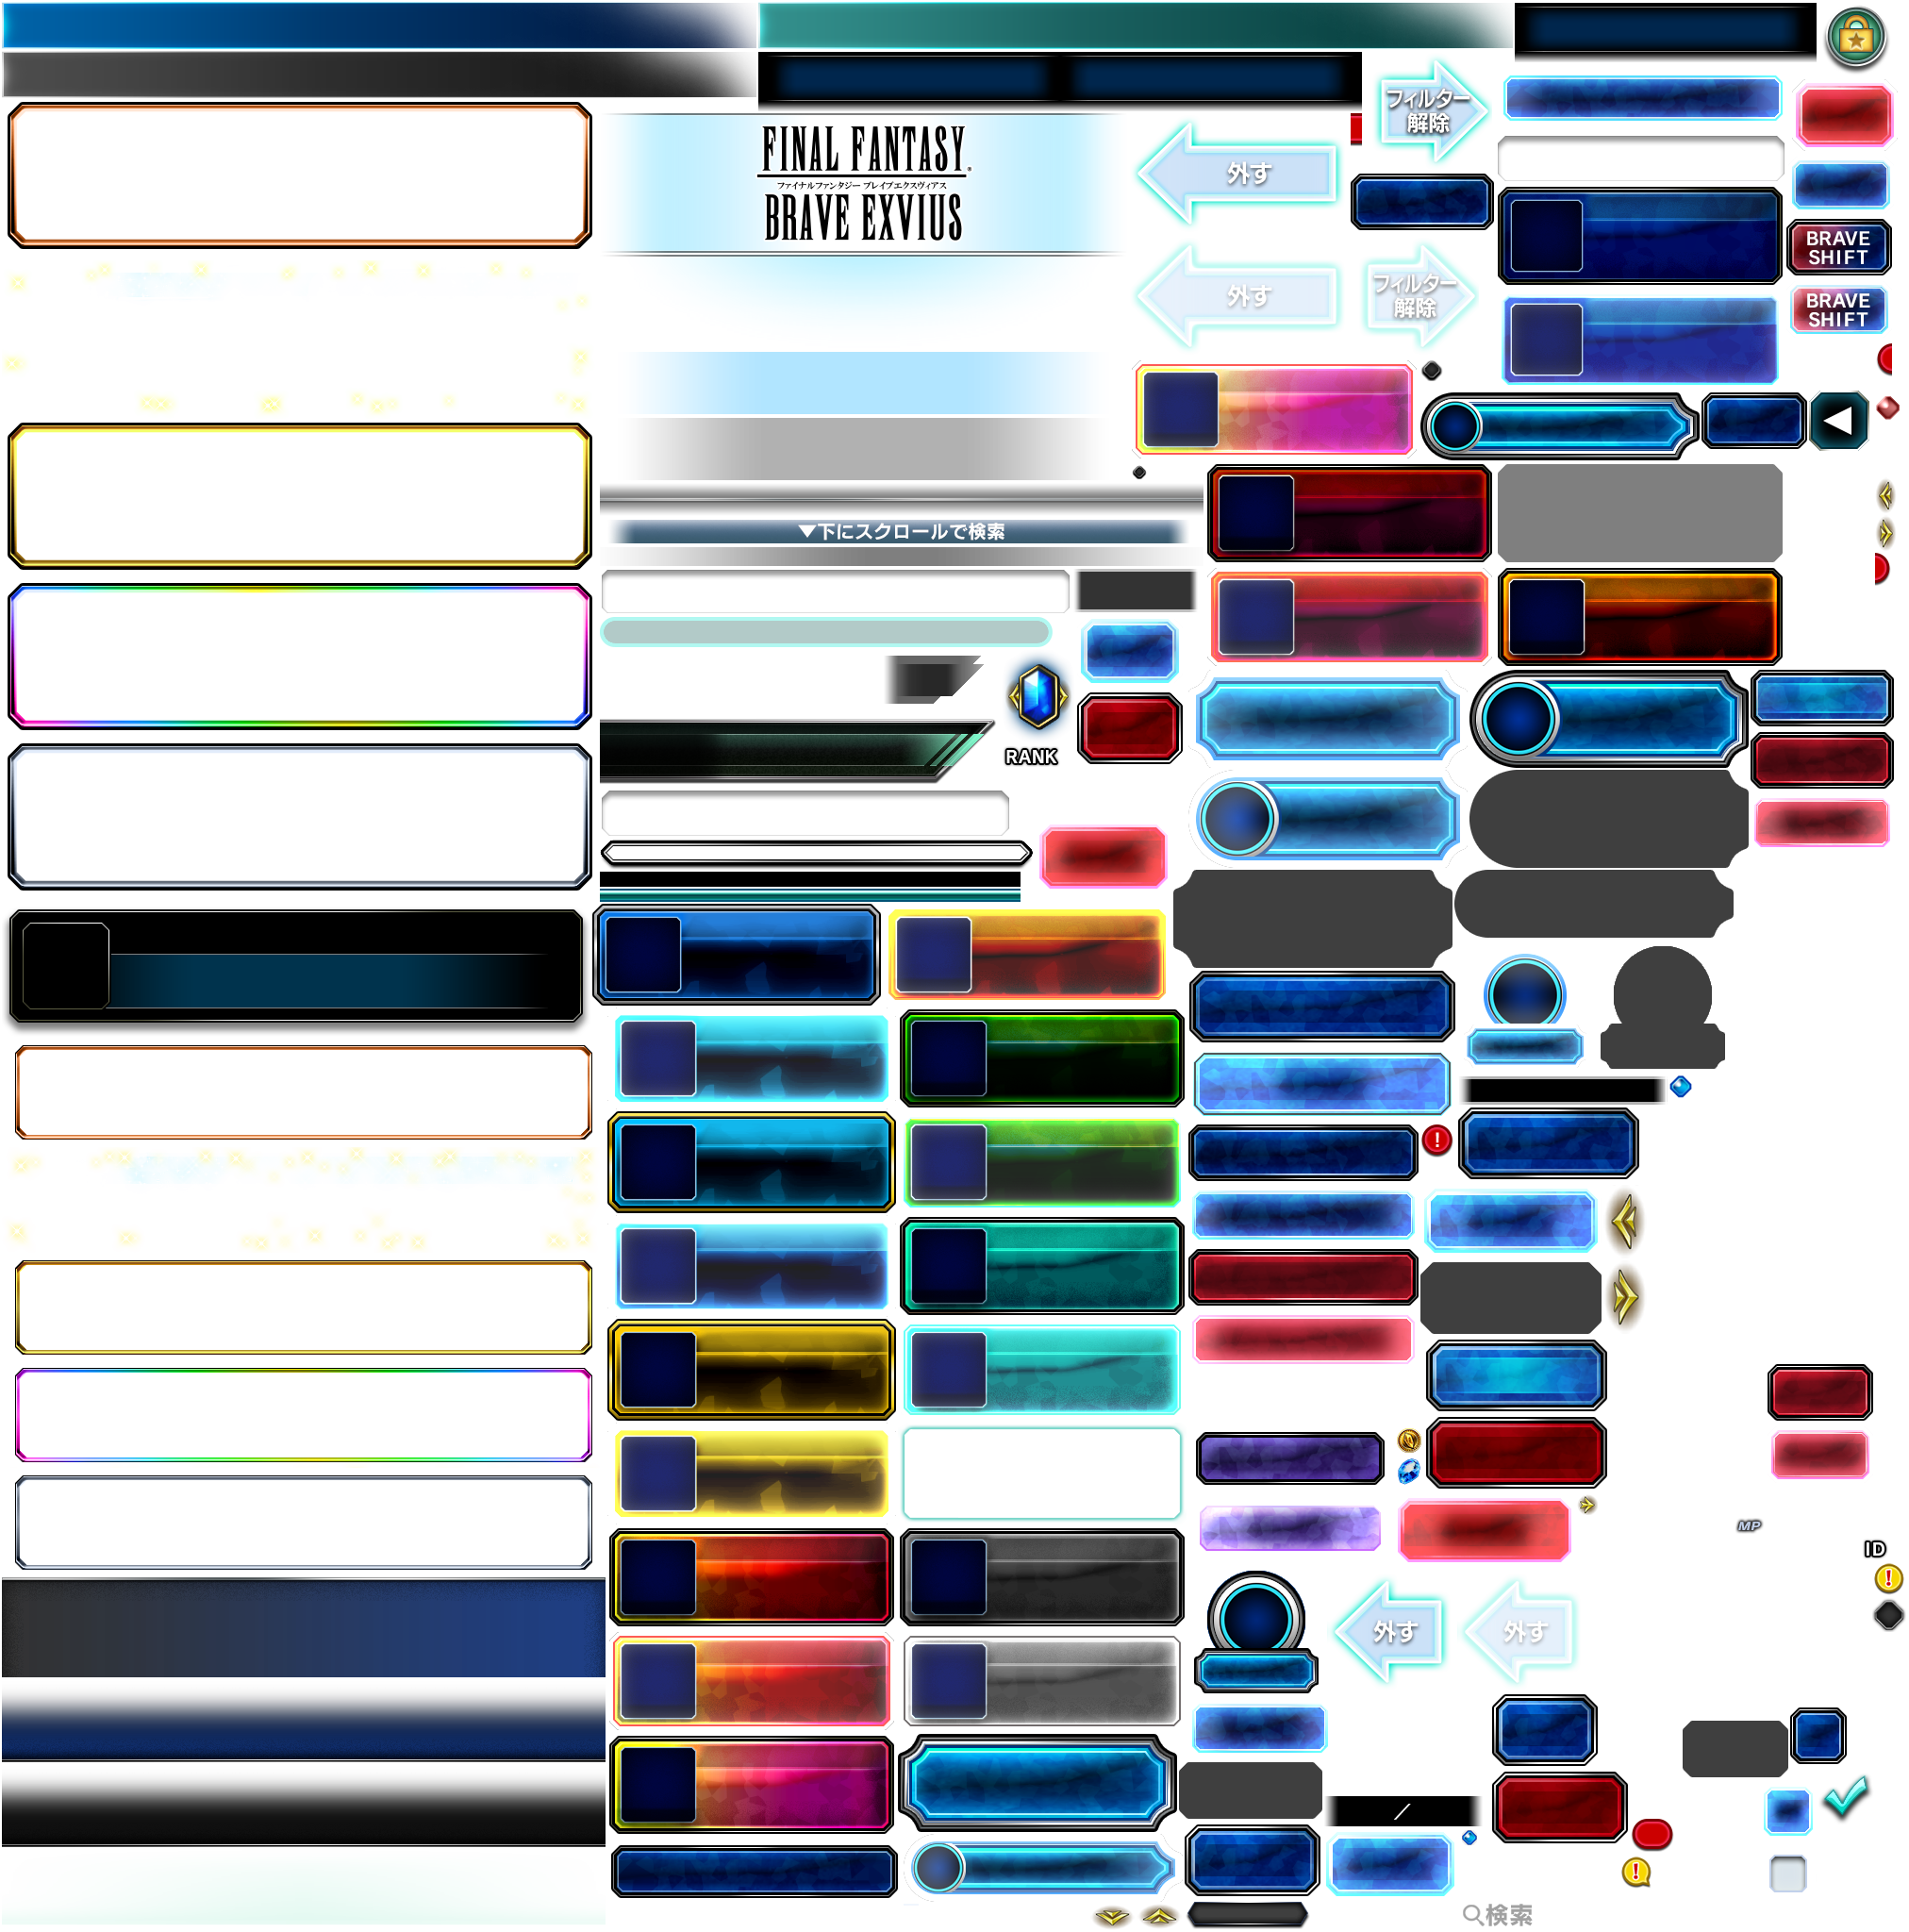 フィルター
解除
FINAL FANTASY
ファイナルファンタジー ブレイブエクスヴィアス
BRAVE EXVIUS
外す
BRAVE
SHIFT
外す
フィルター
解除
BRAVE
SHIFT
▼下にスクロールで検索
RANK
!
MP
ID
!
外す
外す
/
!
検索